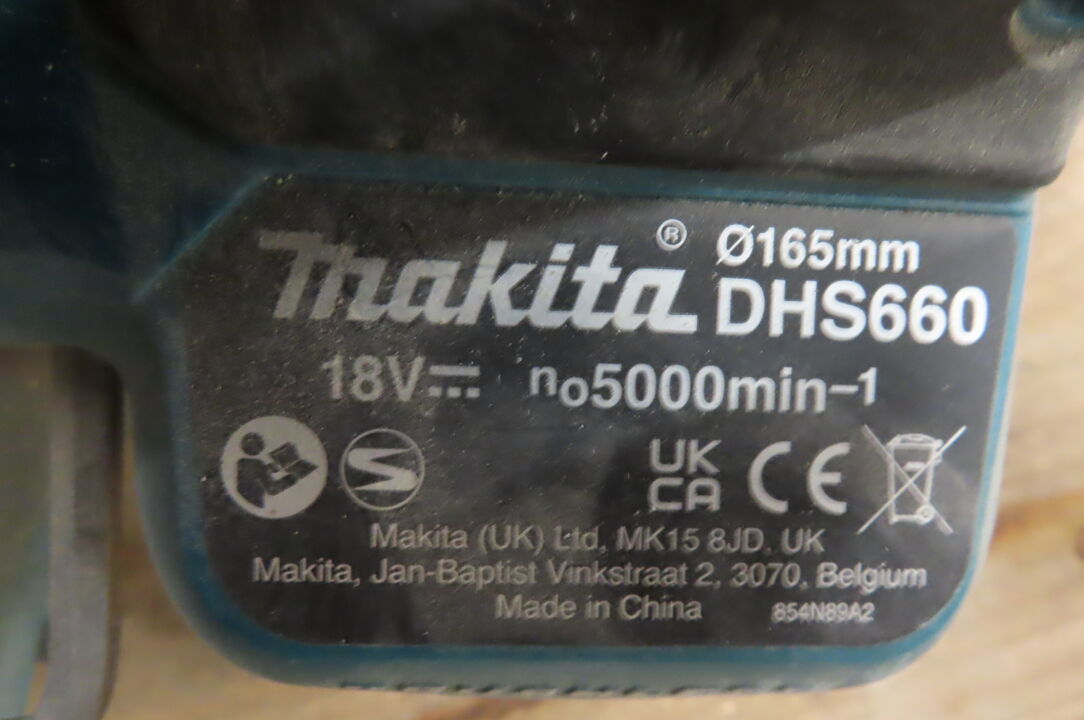 makita® Ø165mm
DHS660
18V⎓ no5000min-1
UK
CA CE
Makita (UK) Ltd, MK15 8JD, UK
Makita, Jan-Baptist Vinkstraat 2, 3070, Belgium
Made in China 854N89A2